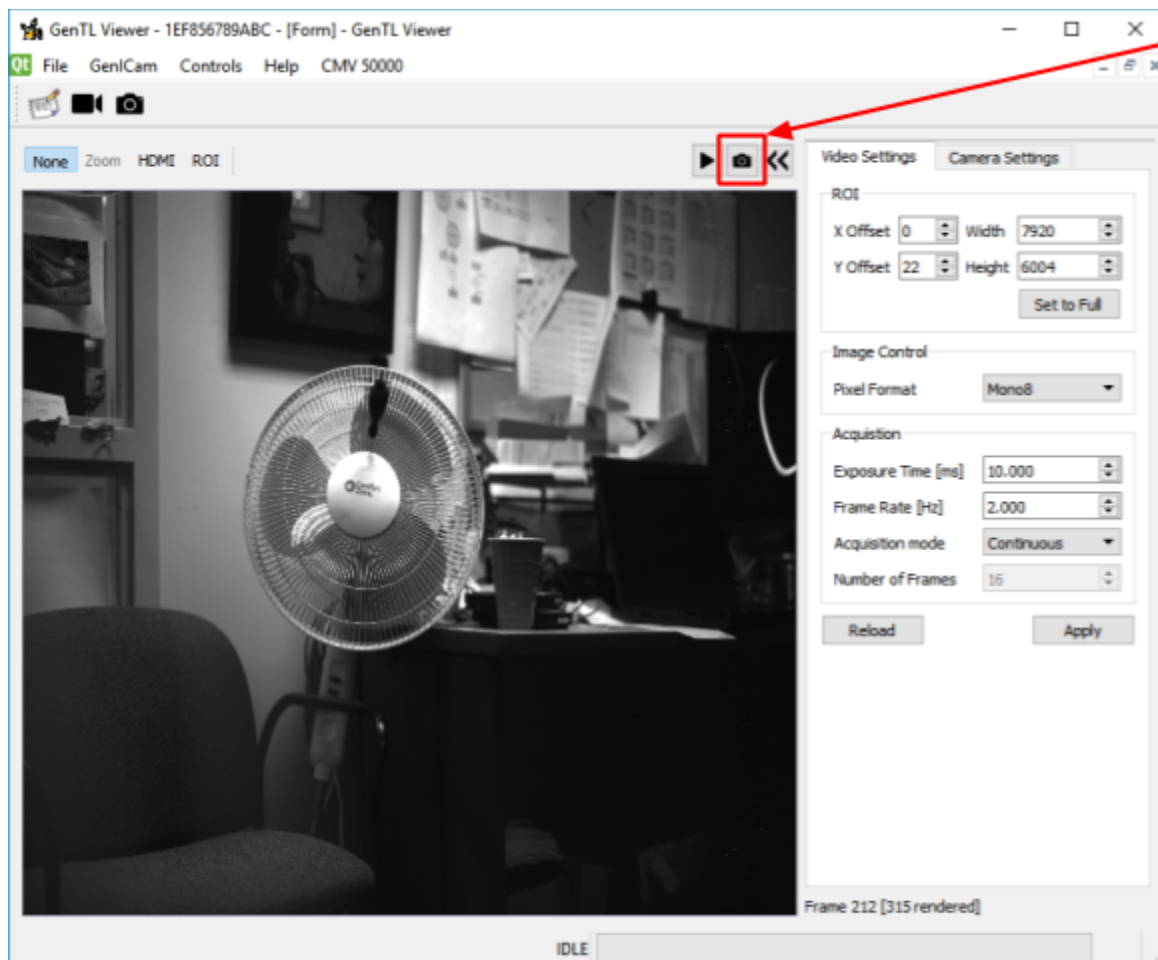 GenTL Viewer - 1EF856789ABC - [Form] - GenTL Viewer
Qt File GenICam Controls Help CMV 50000
None Zoom HDMI ROI
Video Settings Camera Settings
ROI
X Offset 0 Width 7920
Y Offset 22 Height 6004
Set to Full
Image Control
Pixel Format Mono8
Acquistion
Exposure Time [ms] 10.000
Frame Rate [Hz] 2.000
Acquisition mode Continuous
Number of Frames 16
Reload Apply
Frame 212 [315 rendered]
IDLE